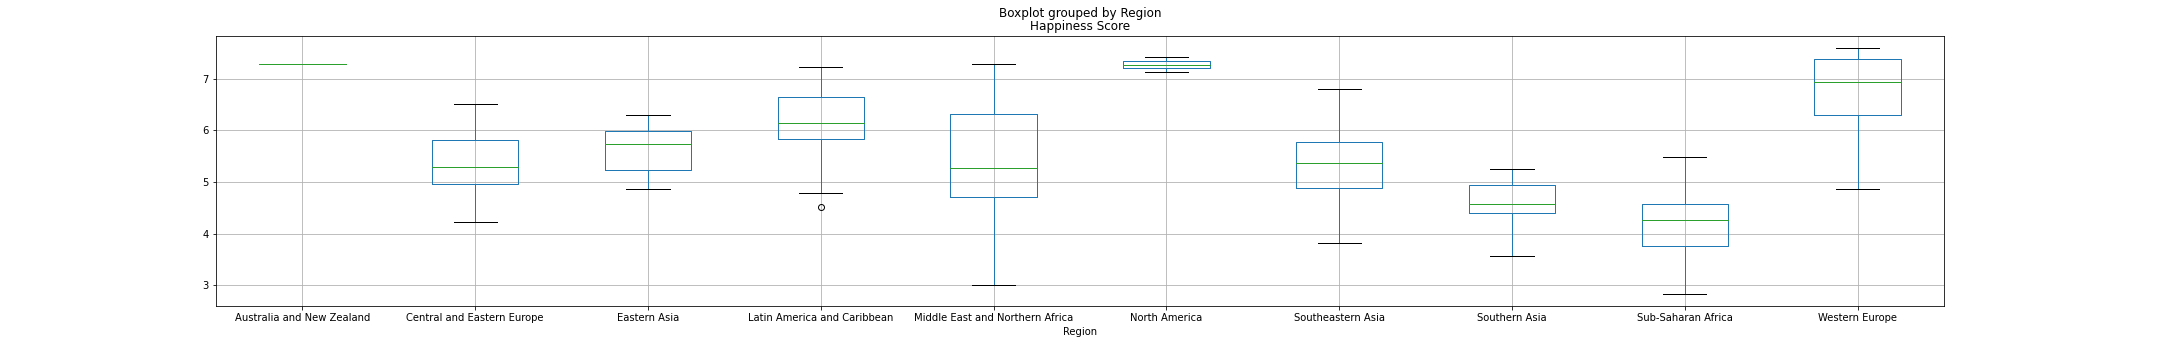 Boxplot grouped by Region
Happiness Score
7
6
5
4
3
Australia and New Zealand
Central and Eastern Europe
Eastern Asia
Latin America and Caribbean
Middle East and Northern Africa
North America
Southeastern Asia
Southern Asia
Sub-Saharan Africa
Western Europe
Region